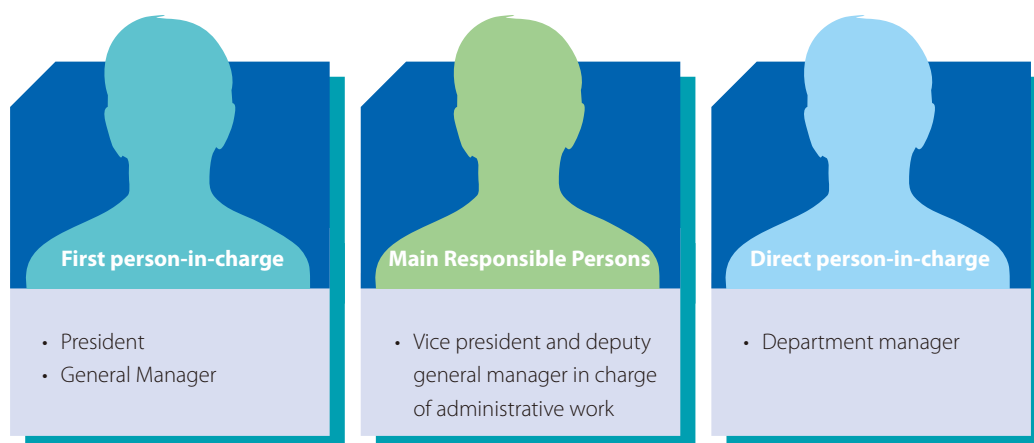 First person-in-charge
• President
• General Manager
Main Responsible Persons
• Vice president and deputy
general manager in charge
of administrative work
Direct person-in-charge
• Department manager